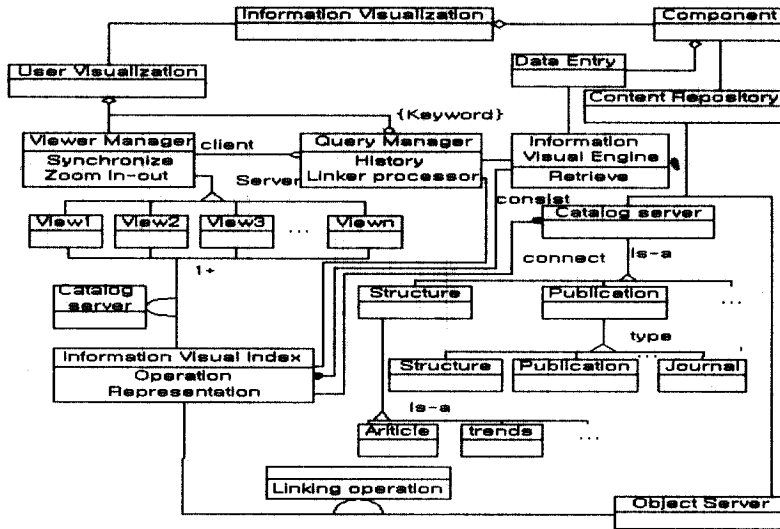 Information Visualization
Component
User Visualization
Data Entry
Content Repository
{Keyword}
Viewer Manager
Synchronize
Zoom In-out
client
Server
Query Manager
History
Linker processor
Information
Visual Engine
Retrieve
consist
View1
View2
View3
...
Viewn
Catalog server
connect
Is-a
1+
Catalog
server
Structure
Publication
...
type
Information Visual Index
Operation
Representation
Structure
Publication
...
Journal
Is-a
Ariticle
trends
...
Linking operation
Object Server